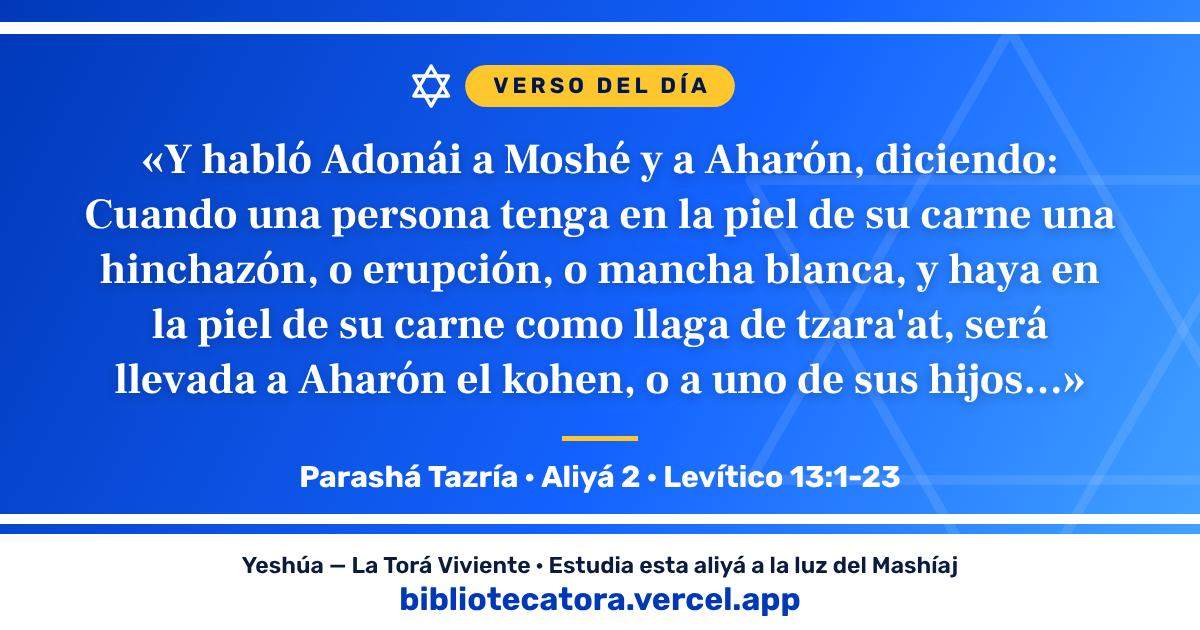 VERSO DEL DÍA
«Y habló Adonái a Moshé y a Aharón, diciendo:
Cuando una persona tenga en la piel de su carne una
hinchazón, o erupción, o mancha blanca, y haya en
la piel de su carne como llaga de tzara'at, será
llevada a Aharón el kohen, o a uno de sus hijos...»
Parashá Tazría • Aliyá 2 • Levítico 13:1-23
Yeshúa — La Torá Viviente • Estudia esta aliyá a la luz del Mashíaj
bibliotecatora.vercel.app